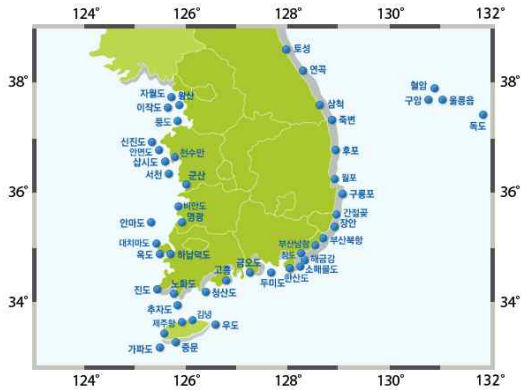 124° 126° 128° 130° 132°
토성
연곡
38° 38°
혈암
자월도 왕산
구암 울릉읍
이작도
삼척
독도
풍도
죽변
신진도
안면도 천수만
후포
삽시도
서천 군산
월포
36° 36°
구룡포
비안도
간절곶
안마도 영광
장안
대치마도
부산남항 부산북항
옥도 하낙덕도
잠도 해금강
고흥 금오도
소매물도
두미도 한산도
진도 노화도
청산도
34° 34°
추자도
제주항 김녕
우도
가파도 중문
124° 126° 128° 130° 132°